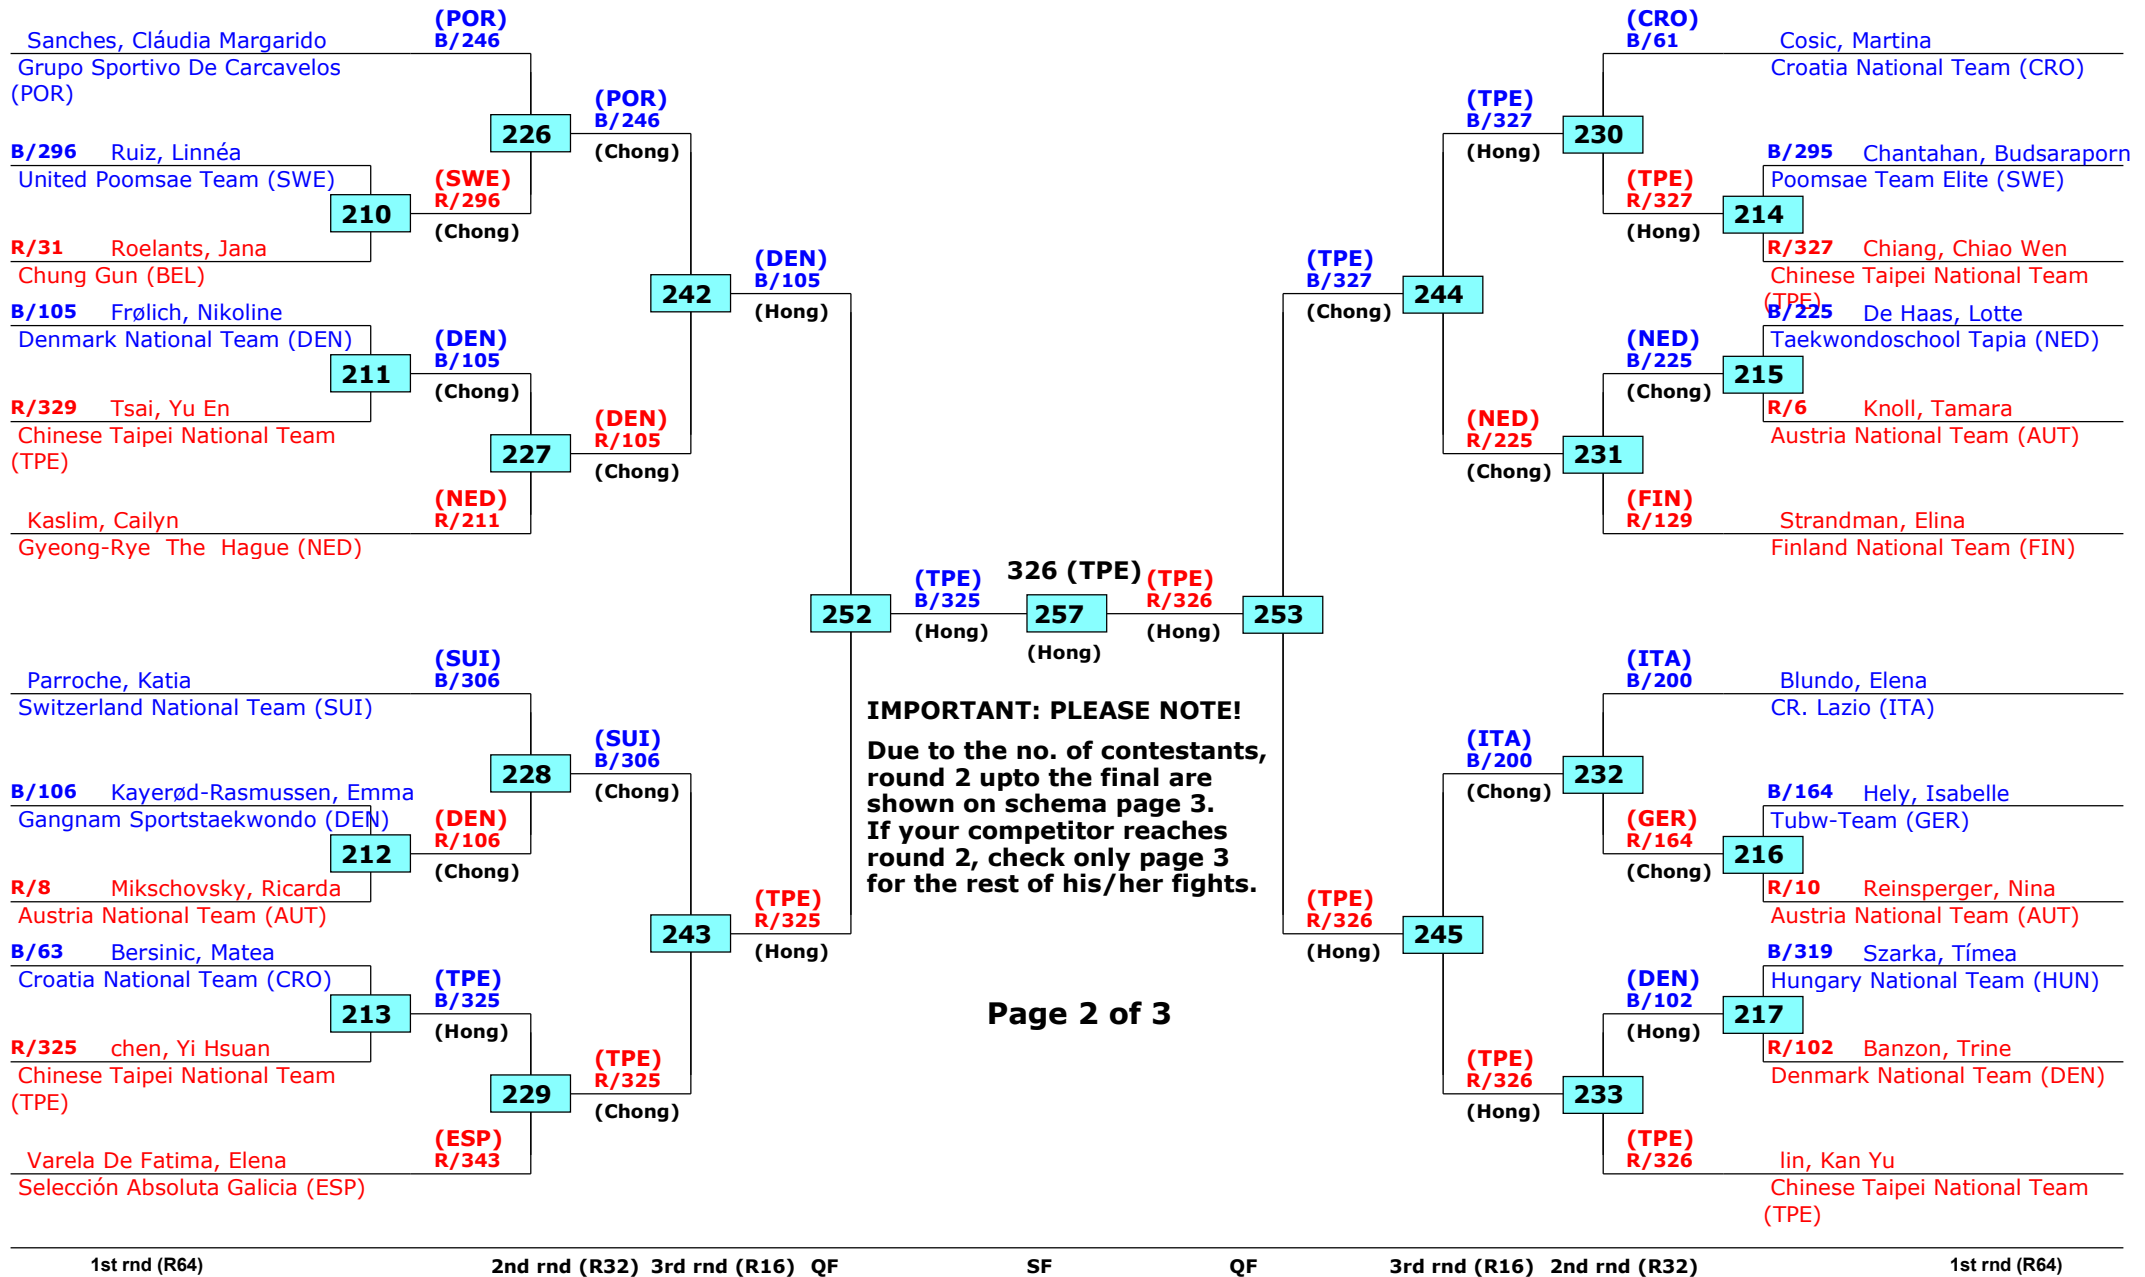 (POR)
B/246
Sanches, Cláudia Margarido
Grupo Sportivo De Carcavelos
(POR)
226
(POR)
B/246
(Chong)
B/296 Ruiz, Linnéa
United Poomsae Team (SWE)
210
(SWE)
R/296
(Chong)
R/31 Roelants, Jana
Chung Gun (BEL)
242
(DEN)
B/105
(Hong)
B/105 Frølich, Nikoline
Denmark National Team (DEN)
211
(DEN)
B/105
(Chong)
R/329 Tsai, Yu En
Chinese Taipei National Team
(TPE)
227
(DEN)
R/105
(Chong)
(NED)
R/211
Kaslim, Cailyn
Gyeong-Rye The Hague (NED)
252
(TPE)
B/325
(Hong)
326 (TPE)
257
(Hong)
(TPE)
R/326
(Hong)
253
(SUI)
B/306
Parroche, Katia
Switzerland National Team (SUI)
228
(SUI)
B/306
(Chong)
B/106 Kayerød-Rasmussen, Emma
Gangnam Sportstaekwondo (DEN)
212
(DEN)
R/106
(Chong)
R/8 Mikschovsky, Ricarda
Austria National Team (AUT)
243
(TPE)
R/325
(Hong)
B/63 Bersinic, Matea
Croatia National Team (CRO)
213
(TPE)
B/325
(Hong)
R/325 chen, Yi Hsuan
Chinese Taipei National Team
(TPE)
229
(TPE)
R/325
(Chong)
(ESP)
R/343
Varela De Fatima, Elena
Selección Absoluta Galicia (ESP)
IMPORTANT: PLEASE NOTE!
Due to the no. of contestants,
round 2 upto the final are
shown on schema page 3.
If your competitor reaches
round 2, check only page 3
for the rest of his/her fights.
Page 2 of 3
(CRO)
B/61
Cosic, Martina
Croatia National Team (CRO)
(TPE)
B/327
(Hong)
230
B/295 Chantahan, Budsaraporn
Poomsae Team Elite (SWE)
(TPE)
R/327
(Hong)
214
R/327 Chiang, Chiao Wen
Chinese Taipei National Team
(TPE)
(TPE)
B/327
(Chong)
244
B/225 De Haas, Lotte
Taekwondoschool Tapia (NED)
(NED)
B/225
(Chong)
215
R/6 Knoll, Tamara
Austria National Team (AUT)
(NED)
R/225
(Chong)
231
(FIN)
R/129
Strandman, Elina
Finland National Team (FIN)
(ITA)
B/200
Blundo, Elena
CR. Lazio (ITA)
(ITA)
B/200
(Chong)
232
B/164 Hely, Isabelle
Tubw-Team (GER)
(GER)
R/164
(Chong)
216
R/10 Reinsperger, Nina
Austria National Team (AUT)
(TPE)
R/326
(Hong)
245
B/319 Szarka, Tímea
Hungary National Team (HUN)
(DEN)
B/102
(Hong)
217
R/102 Banzon, Trine
Denmark National Team (DEN)
(TPE)
R/326
(Hong)
233
(TPE)
R/326
lin, Kan Yu
Chinese Taipei National Team
(TPE)
1st rnd (R64) 2nd rnd (R32) 3rd rnd (R16) QF SF QF 3rd rnd (R16) 2nd rnd (R32) 1st rnd (R64)